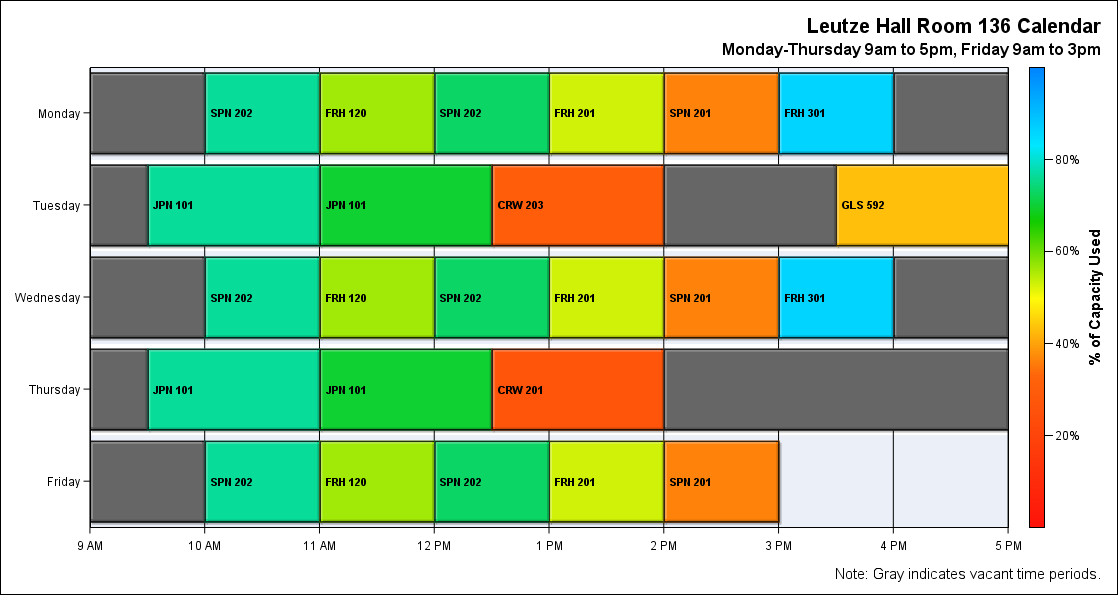 Leutze Hall Room 136 Calendar
Monday-Thursday 9am to 5pm, Friday 9am to 3pm
Monday SPN 202 FRH 120 SPN 202 FRH 201 SPN 201 FRH 301
80%
Tuesday JPN 101 JPN 101 CRW 203 GLS 592
60%
% of Capacity Used
Wednesday SPN 202 FRH 120 SPN 202 FRH 201 SPN 201 FRH 301
40%
Thursday JPN 101 JPN 101 CRW 201
20%
Friday SPN 202 FRH 120 SPN 202 FRH 201 SPN 201
9 AM 10 AM 11 AM 12 PM 1 PM 2 PM 3 PM 4 PM 5 PM
Note: Gray indicates vacant time periods.